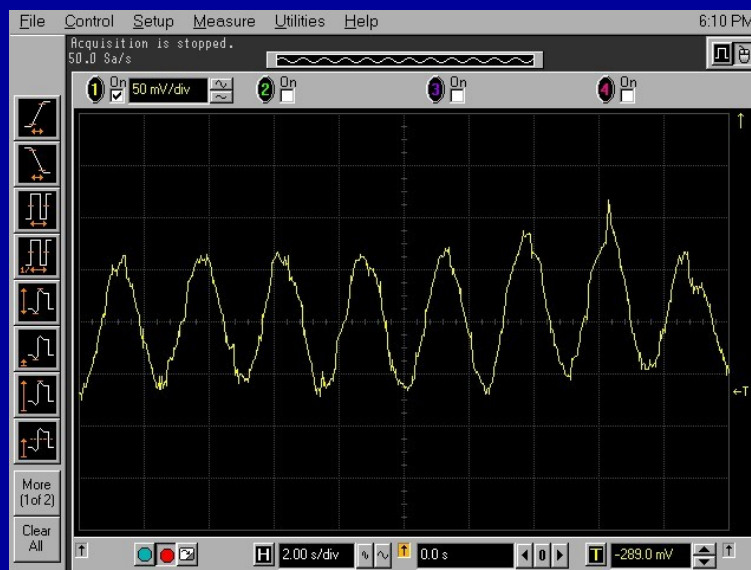 File Control Setup Measure Utilities Help 6:10 PM
Acquisition is stopped.
50.0 Sa/s
1 On 50 mV/div 2 On 3 On 4 On
T
More
(1of 2)
Clear
All
H 2.00 s/div 0.0 s 0 T -289.0 mV